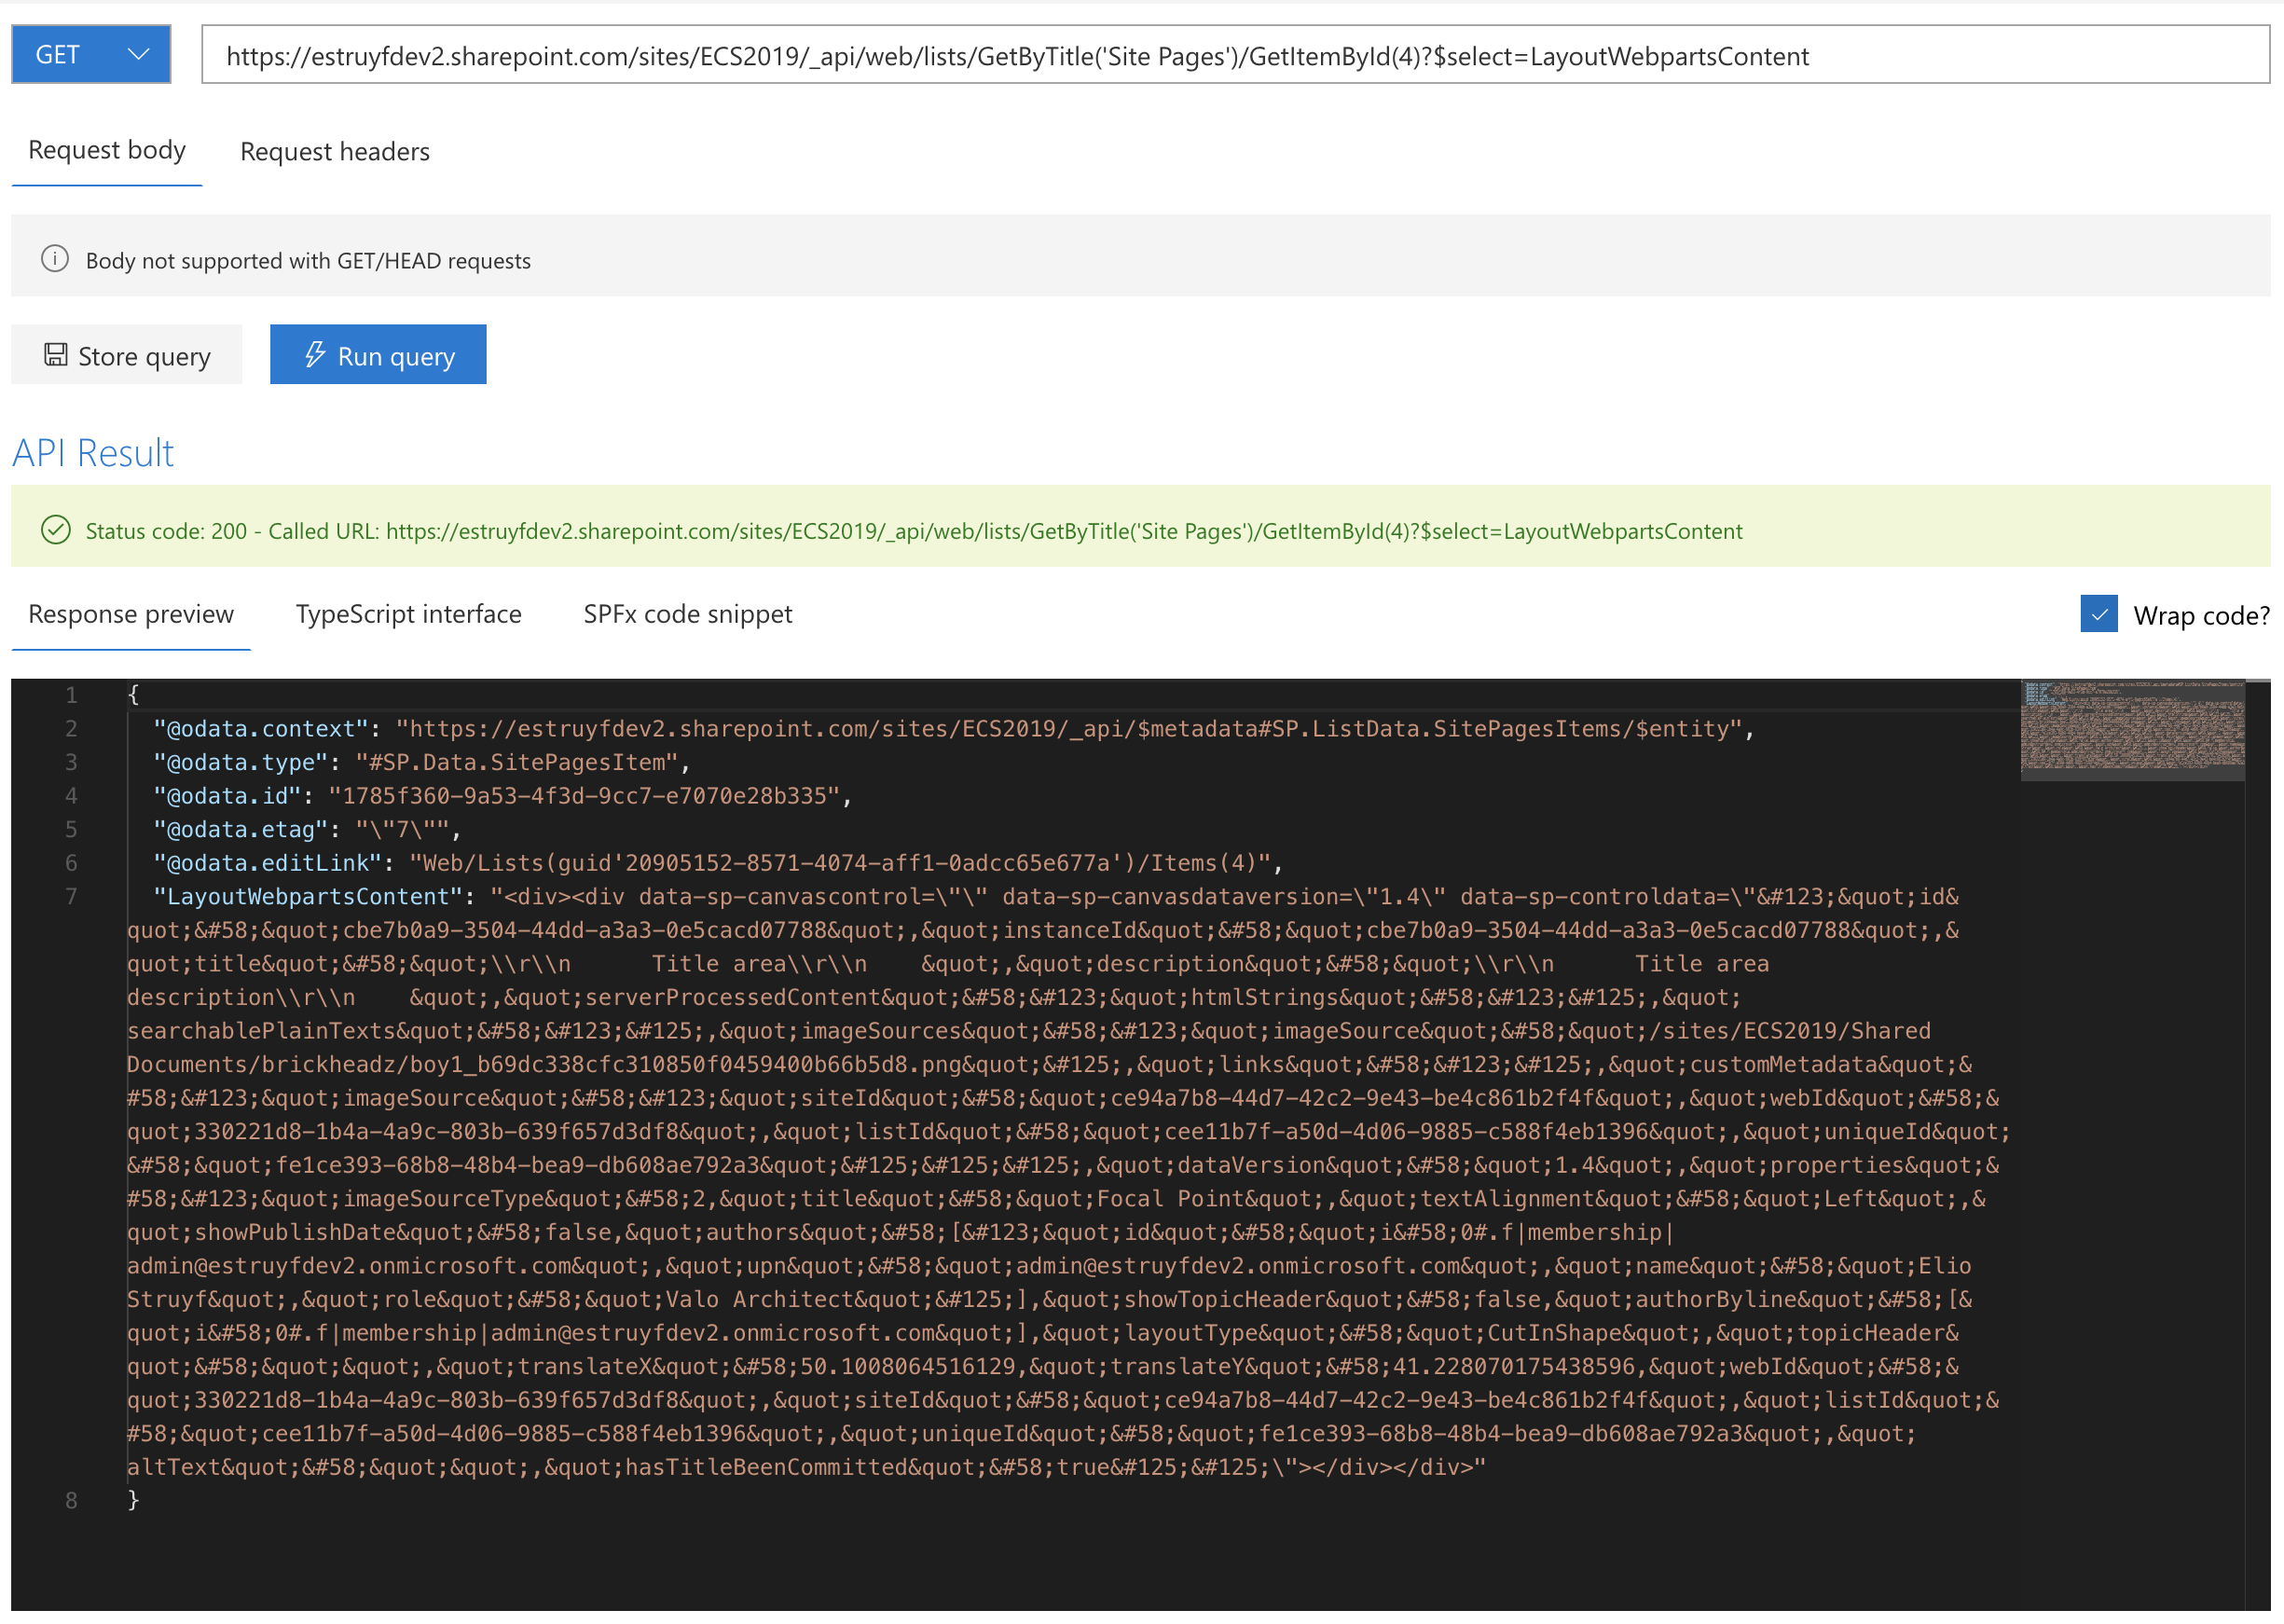 GET
https://estruyfdev2.sharepoint.com/sites/ECS2019/_api/web/lists/GetByTitle('Site Pages')/GetItemById(4)?$select=LayoutWebpartsContent
Request body Request headers
Body not supported with GET/HEAD requests
Store query Run query
API Result
Status code: 200 - Called URL: https://estruyfdev2.sharepoint.com/sites/ECS2019/_api/web/lists/GetByTitle('Site Pages')/GetItemById(4)?$select=LayoutWebpartsContent
Response preview TypeScript interface SPFx code snippet Wrap code?
1 {
2 "@odata.context": "https://estruyfdev2.sharepoint.com/sites/ECS2019/_api/$metadata#SP.ListData.SitePagesItems/$entity",
3 "@odata.type": "#SP.Data.SitePagesItem",
4 "@odata.id": "1785f360-9a53-4f3d-9cc7-e7070e28b335",
5 "@odata.etag": "\"7\"",
6 "@odata.editLink": "Web/Lists(guid'20905152-8571-4074-aff1-0adcc65e677a')/Items(4)",
7 "LayoutWebpartsContent": "<div><div data-sp-canvascontrol=\"\" data-sp-canvasdataversion=\"1.4\" data-sp-controldata=\"&#123;&quot;id&
quot;&#58;&quot;cbe7b0a9-3504-44dd-a3a3-0e5cacd07788&quot;,&quot;instanceId&quot;&#58;&quot;cbe7b0a9-3504-44dd-a3a3-0e5cacd07788&quot;,&
quot;title&quot;&#58;&quot;\\r\\n      Title area\\r\\n    &quot;,&quot;description&quot;&#58;&quot;\\r\\n      Title area
description\\r\\n    &quot;,&quot;serverProcessedContent&quot;&#58;&#123;&quot;htmlStrings&quot;&#58;&#123;&#125;,&quot;
searchablePlainTexts&quot;&#58;&#123;&#125;,&quot;imageSources&quot;&#58;&#123;&quot;imageSource&quot;&#58;&quot;/sites/ECS2019/Shared
Documents/brickheadz/boy1_b69dc338cfc310850f0459400b66b5d8.png&quot;&#125;,&quot;links&quot;&#58;&#123;&#125;,&quot;customMetadata&quot;&
#58;&#123;&quot;imageSource&quot;&#58;&#123;&quot;siteId&quot;&#58;&quot;ce94a7b8-44d7-42c2-9e43-be4c861b2f4f&quot;,&quot;webId&quot;&#58;&
quot;330221d8-1b4a-4a9c-803b-639f657d3df8&quot;,&quot;listId&quot;&#58;&quot;cee11b7f-a50d-4d06-9885-c588f4eb1396&quot;,&quot;uniqueId&quot;
&#58;&quot;fe1ce393-68b8-48b4-bea9-db608ae792a3&quot;&#125;&#125;&#125;,&quot;dataVersion&quot;&#58;&quot;1.4&quot;,&quot;properties&quot;&
#58;&#123;&quot;imageSourceType&quot;&#58;2,&quot;title&quot;&#58;&quot;Focal Point&quot;,&quot;textAlignment&quot;&#58;&quot;Left&quot;,&
quot;showPublishDate&quot;&#58;false,&quot;authors&quot;&#58;[&#123;&quot;id&quot;&#58;&quot;i&#58;0#.f|membership|
admin@estruyfdev2.onmicrosoft.com&quot;,&quot;upn&quot;&#58;&quot;admin@estruyfdev2.onmicrosoft.com&quot;,&quot;name&quot;&#58;&quot;Elio
Struyf&quot;,&quot;role&quot;&#58;&quot;Valo Architect&quot;&#125;],&quot;showTopicHeader&quot;&#58;false,&quot;authorByline&quot;&#58;[&
quot;i&#58;0#.f|membership|admin@estruyfdev2.onmicrosoft.com&quot;],&quot;layoutType&quot;&#58;&quot;CutInShape&quot;,&quot;topicHeader&
quot;&#58;&quot;&quot;,&quot;translateX&quot;&#58;50.1008064516129,&quot;translateY&quot;&#58;41.228070175438596,&quot;webId&quot;&#58;&
quot;330221d8-1b4a-4a9c-803b-639f657d3df8&quot;,&quot;siteId&quot;&#58;&quot;ce94a7b8-44d7-42c2-9e43-be4c861b2f4f&quot;,&quot;listId&quot;&
#58;&quot;cee11b7f-a50d-4d06-9885-c588f4eb1396&quot;,&quot;uniqueId&quot;&#58;&quot;fe1ce393-68b8-48b4-bea9-db608ae792a3&quot;,&quot;
altText&quot;&#58;&quot;&quot;,&quot;hasTitleBeenCommitted&quot;&#58;true&#125;&#125;\"></div></div>"
8 }